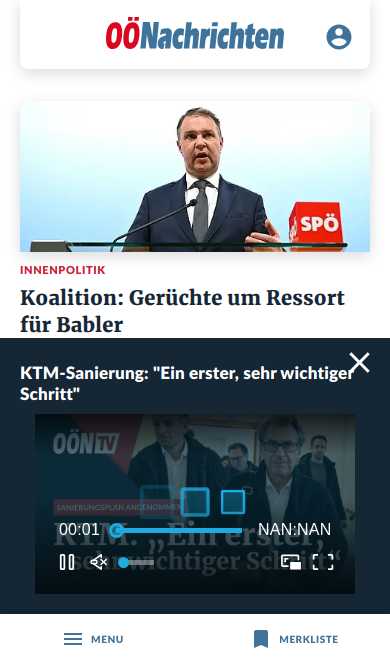 OÖNachrichten
SPÖ
INNENPOLITIK
Koalition: Gerüchte um Ressort
für Babler
KTM-Sanierung: "Ein erster, sehr wichtiger
Schritt"
OÖN TV
SANIERUNGSPLAN ANGENOMMEN
KTM: „Ein erster,
sehr wichtiger Schritt“
00:01
NAN:NAN
MENU
MERKLISTE